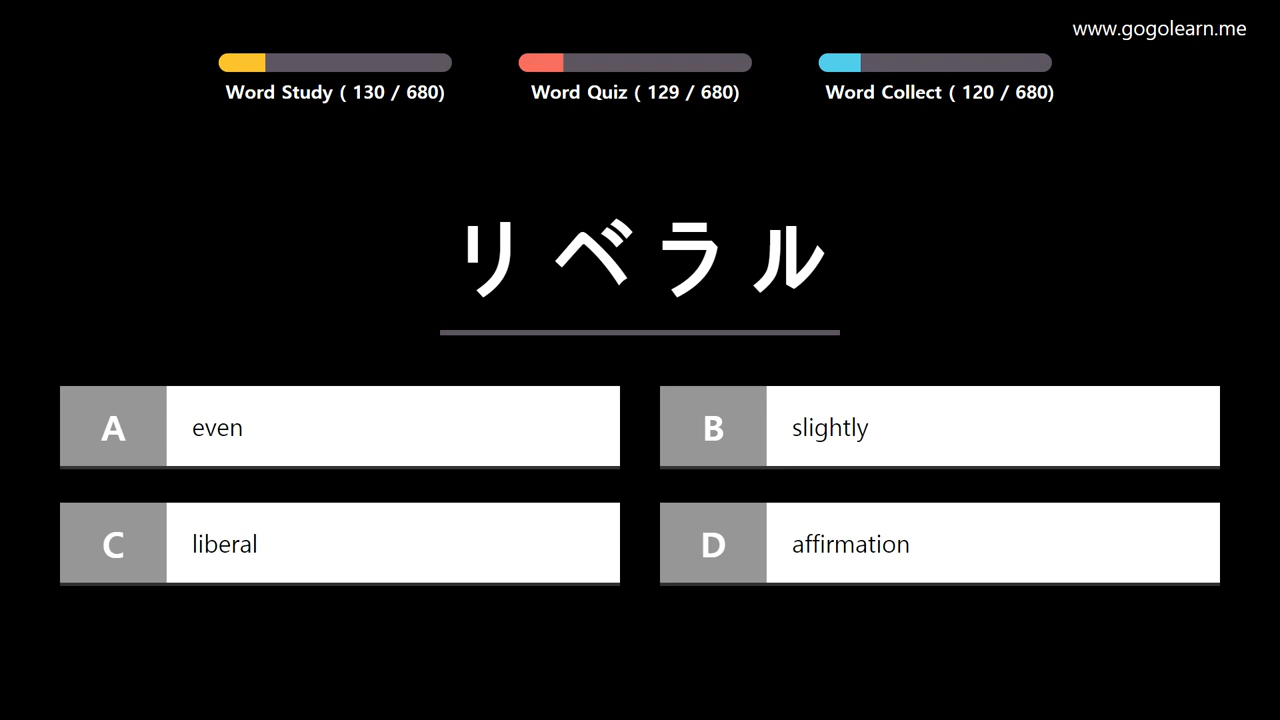 www.gogolearn.me
Word Study ( 130 / 680)
Word Quiz ( 129 / 680)
Word Collect ( 120 / 680)
リベラル
A even
B slightly
C liberal
D affirmation